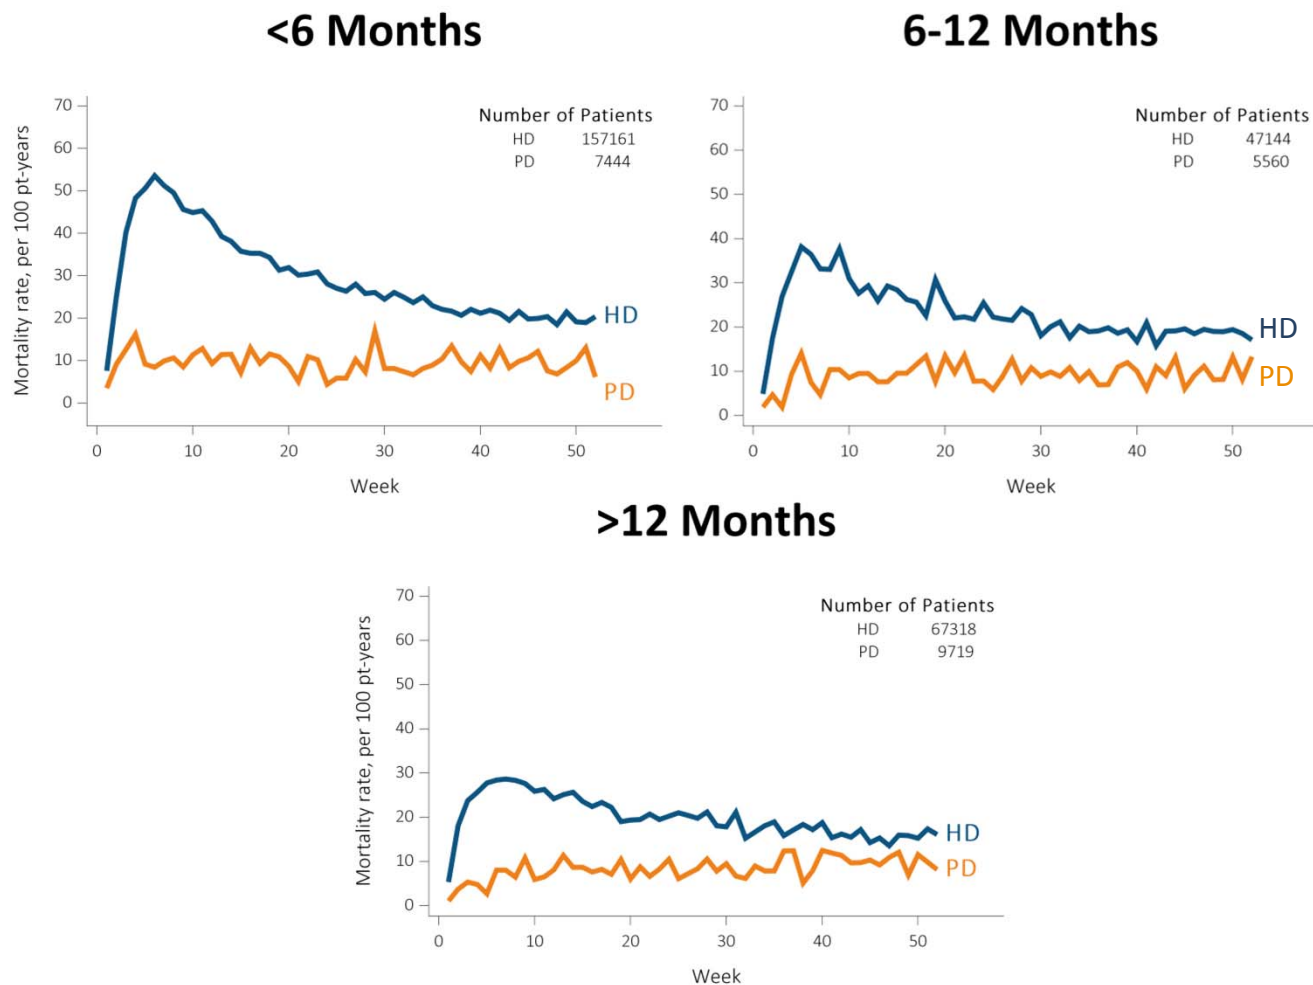 <6 Months
Mortality rate, per 100 pt-years
70
60
50
40
30
20
10
0
Number of Patients
HD 157161
PD 7444
HD
PD
0 10 20 30 40 50
Week
6-12 Months
70
60
50
40
30
20
10
0
Number of Patients
HD 47144
PD 5560
HD
PD
0 10 20 30 40 50
Week
>12 Months
Mortality rate, per 100 pt-years
70
60
50
40
30
20
10
0
Number of Patients
HD 67318
PD 9719
HD
PD
0 10 20 30 40 50
Week